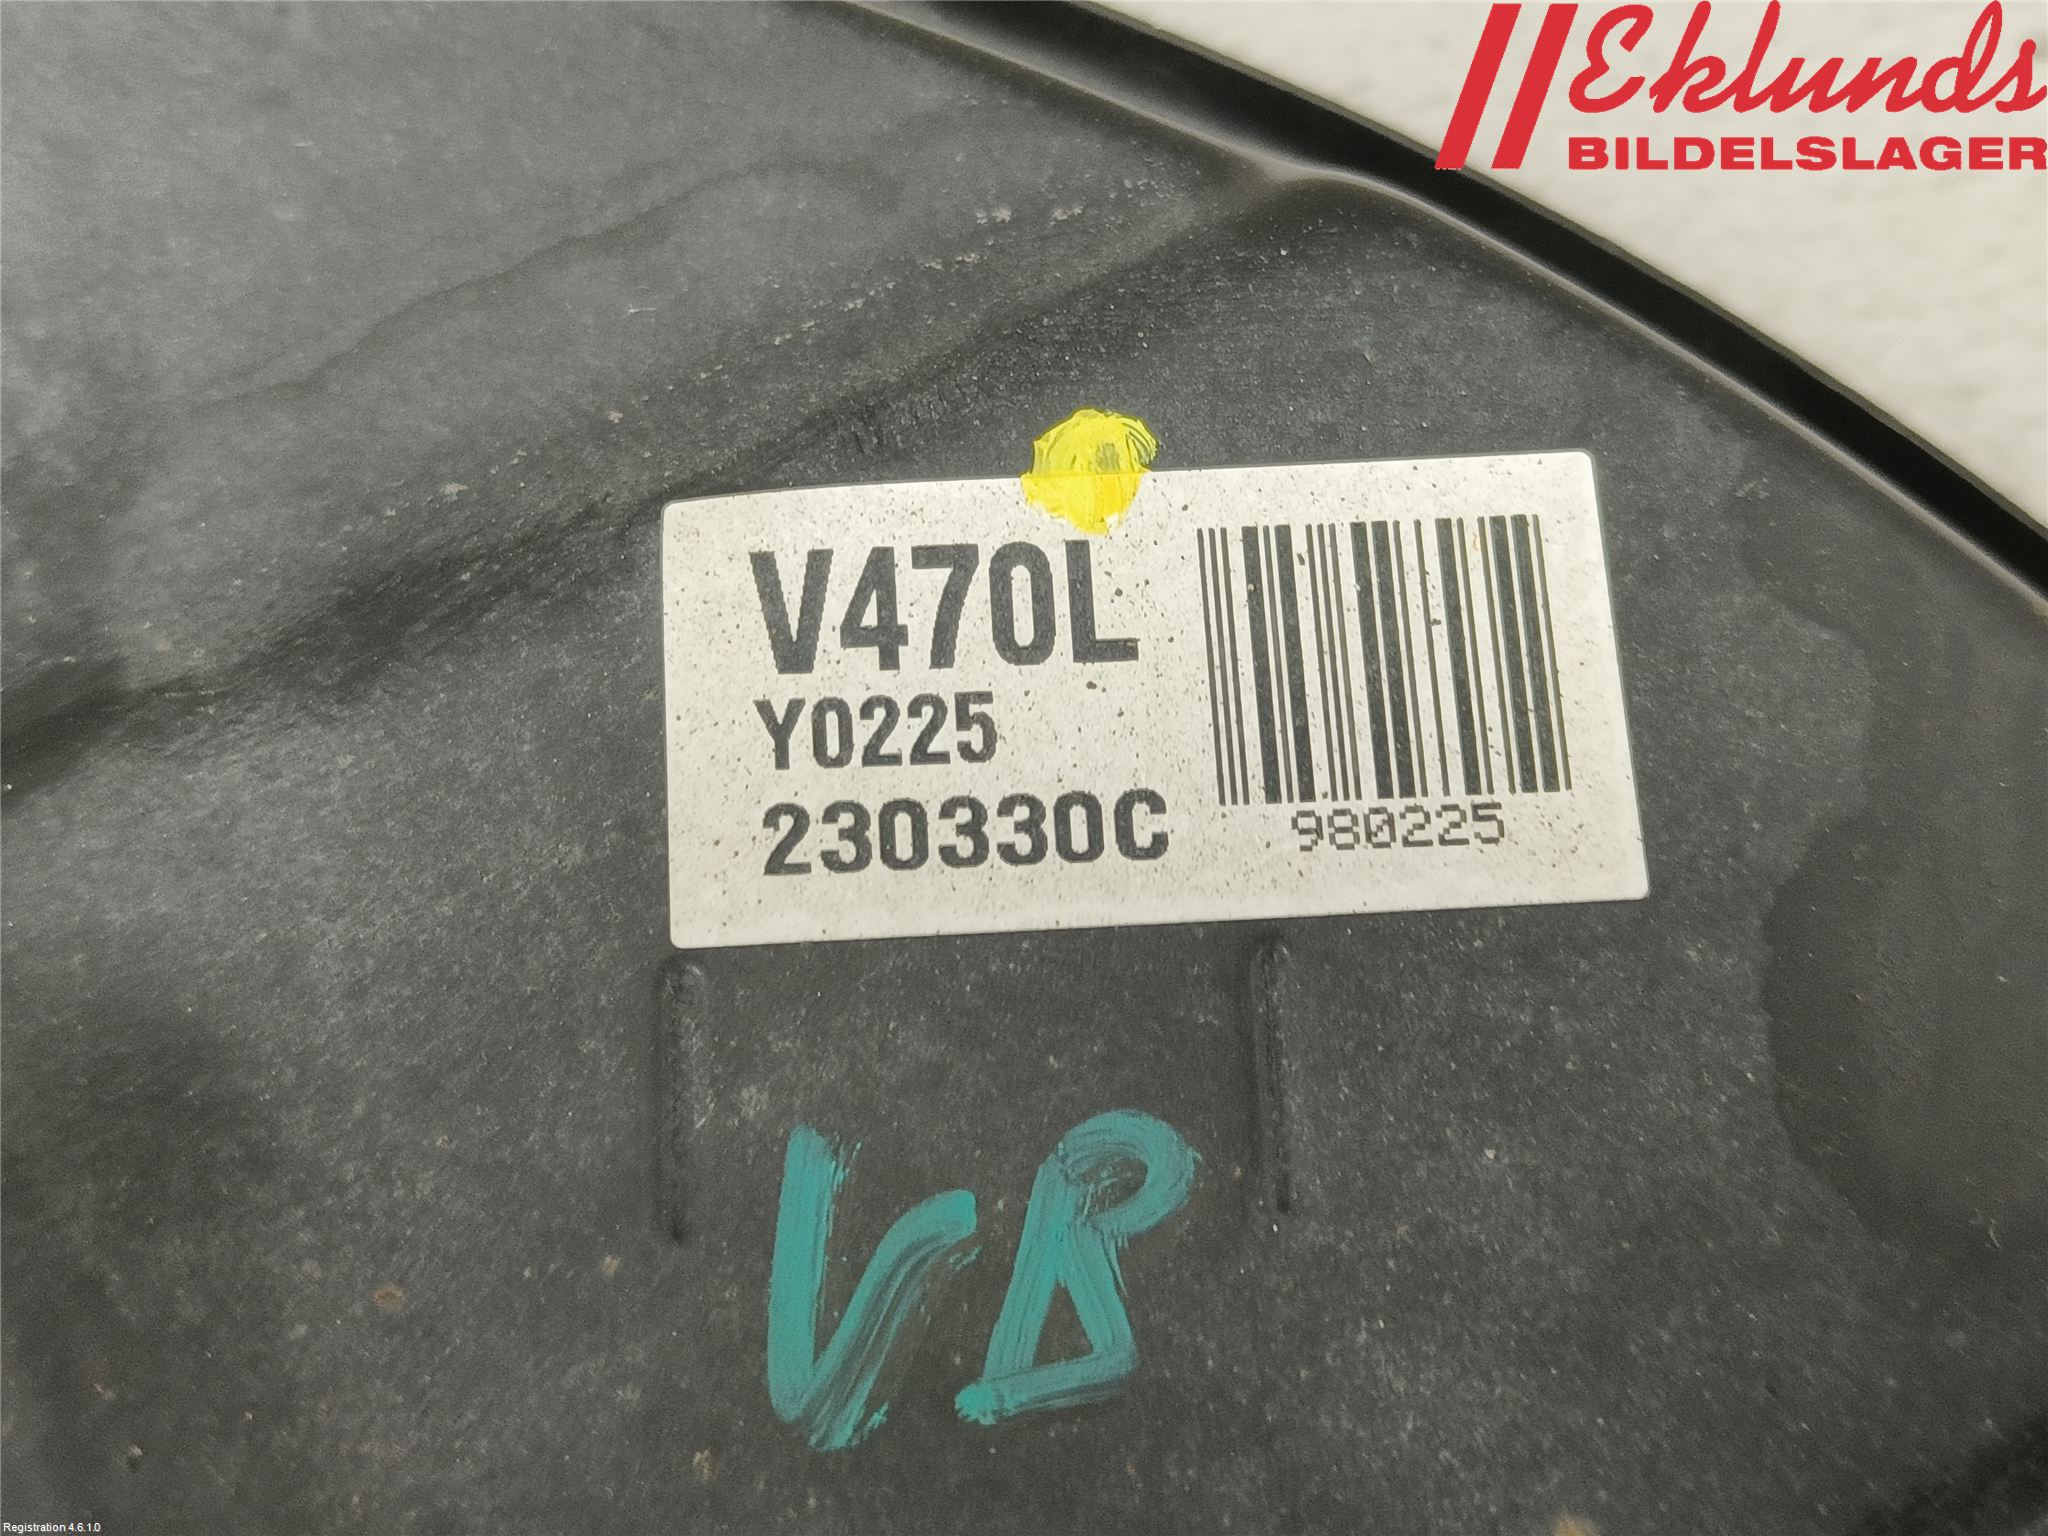 Eklunds
BILDELSLAGER
V470L
Y0225
230330C
980225
VB
Registration 4.6.1.0